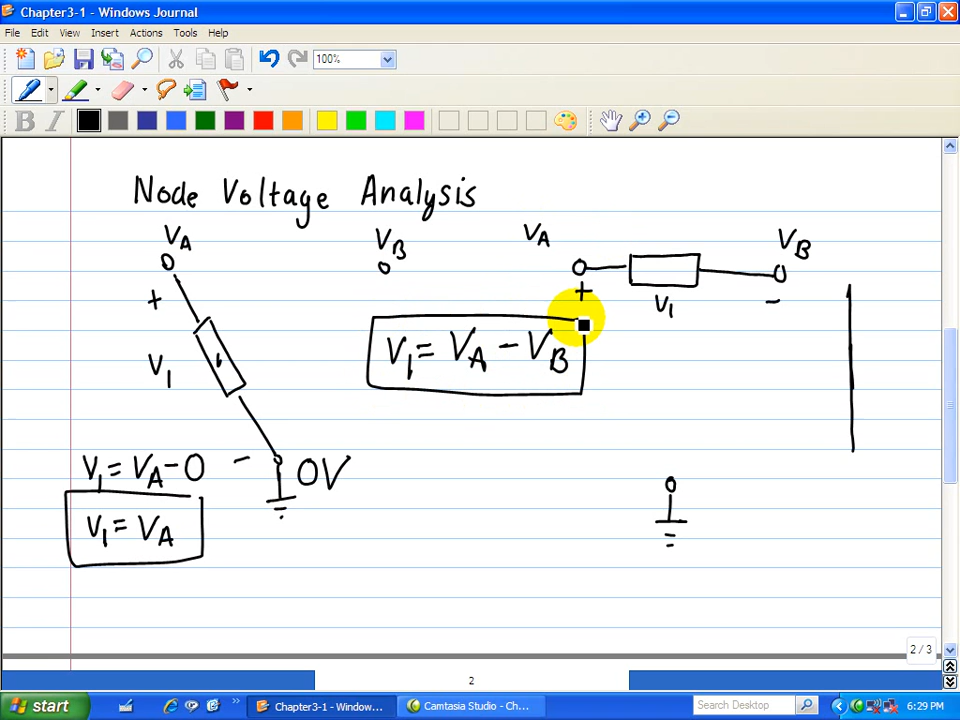 Chapter3-1 - Windows Journal
File Edit View Insert Actions Tools Help
100%
B I
Node Voltage Analysis
VA VB VA VB
+ + -
V1
V1 = VA - VB
V1
V1 = VA - 0 - 0V
V1 = VA
2 / 3
2
start Chapter3-1 - Window... Camtasia Studio - Ch... Search Desktop 6:29 PM